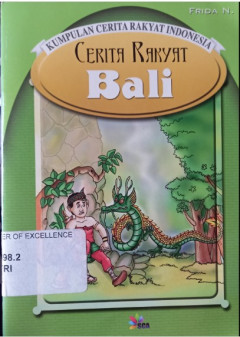 FRIDA N.
KUMPULAN CERITA RAKYAT INDONESIA
CERITA RAKYAT
Bali
ER OF EXCELLENCE
98.2
RI